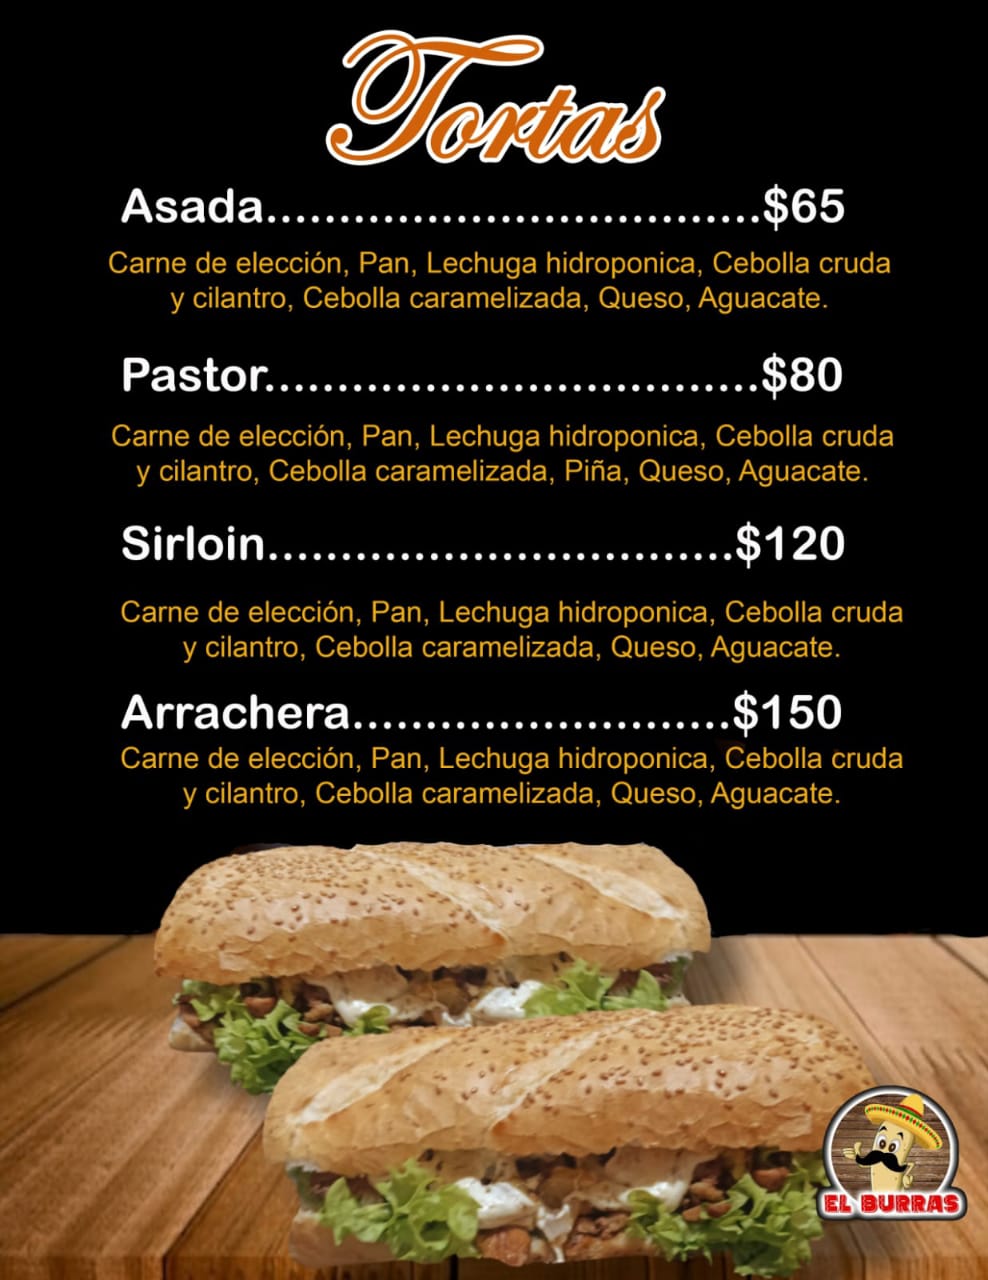 Tortas
Asada..................................$65
Carne de elección, Pan, Lechuga hidroponica, Cebolla cruda
y cilantro, Cebolla caramelizada, Queso, Aguacate.
Pastor..................................$80
Carne de elección, Pan, Lechuga hidroponica, Cebolla cruda
y cilantro, Cebolla caramelizada, Piña, Queso, Aguacate.
Sirloin................................$120
Carne de elección, Pan, Lechuga hidroponica, Cebolla cruda
y cilantro, Cebolla caramelizada, Queso, Aguacate.
Arrachera..........................$150
Carne de elección, Pan, Lechuga hidroponica, Cebolla cruda
y cilantro, Cebolla caramelizada, Queso, Aguacate.
EL BURRAS